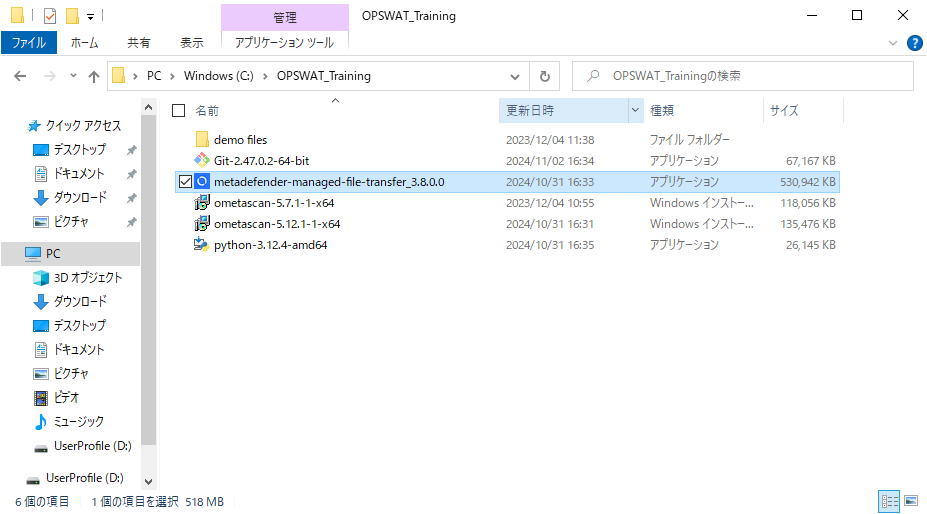 管理
OPSWAT_Training
ファイル
ホーム
共有
表示
アプリケーション ツール
PC
Windows (C:)
OPSWAT_Training
OPSWAT_Trainingの検索
名前
更新日時
種類
サイズ
クイック アクセス
デスクトップ
ドキュメント
ダウンロード
ピクチャ
PC
3D オブジェクト
ダウンロード
デスクトップ
ドキュメント
ピクチャ
ビデオ
ミュージック
UserProfile (D:)
UserProfile (D:)
demo files 2023/12/04 11:38 ファイル フォルダー
Git-2.47.0.2-64-bit 2024/11/02 16:34 アプリケーション 67,167 KB
metadefender-managed-file-transfer_3.8.0.0 2024/10/31 16:33 アプリケーション 530,942 KB
ometascan-5.7.1-1-x64 2023/12/04 10:55 Windows インストー... 118,056 KB
ometascan-5.12.1-1-x64 2024/10/31 16:31 Windows インストー... 135,476 KB
python-3.12.4-amd64 2024/10/31 16:35 アプリケーション 26,145 KB
6 個の項目
1 個の項目を選択 518 MB